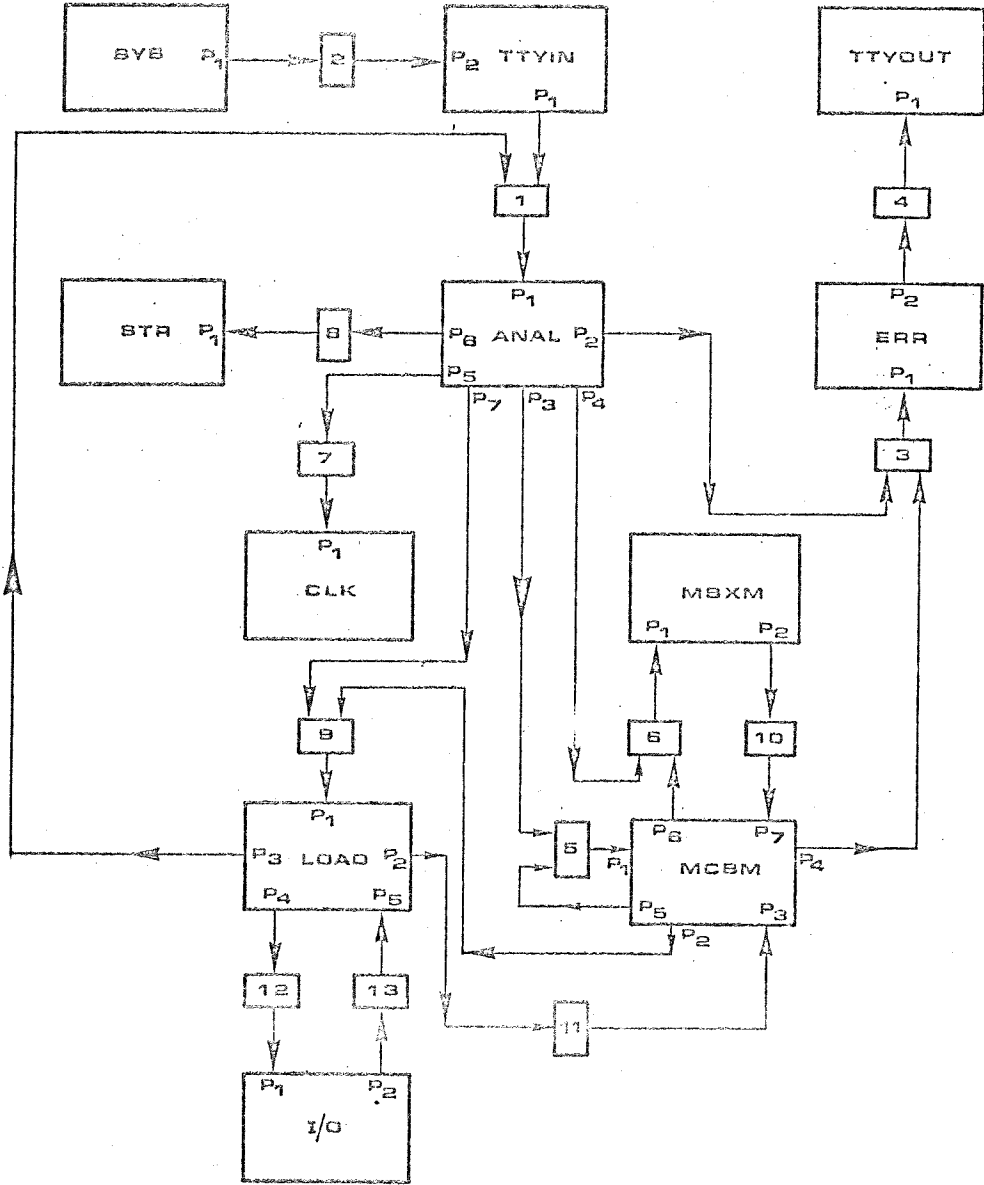 SYS P1 2 P2 TTYIN
P1
TTYOUT
P1
1
4
P1
P6 ANAL P2
P5
P7 P3 P4
STR P1 8
P2
ERR
P1
7
3
P1
CLK
MSXM
P1 P2
9
6
10
P1
P3 LOAD P2
P4 P5
5
P6 P7
P1 MCSM P4
P5 P3
P2
12
13
11
P1 P2
I/O